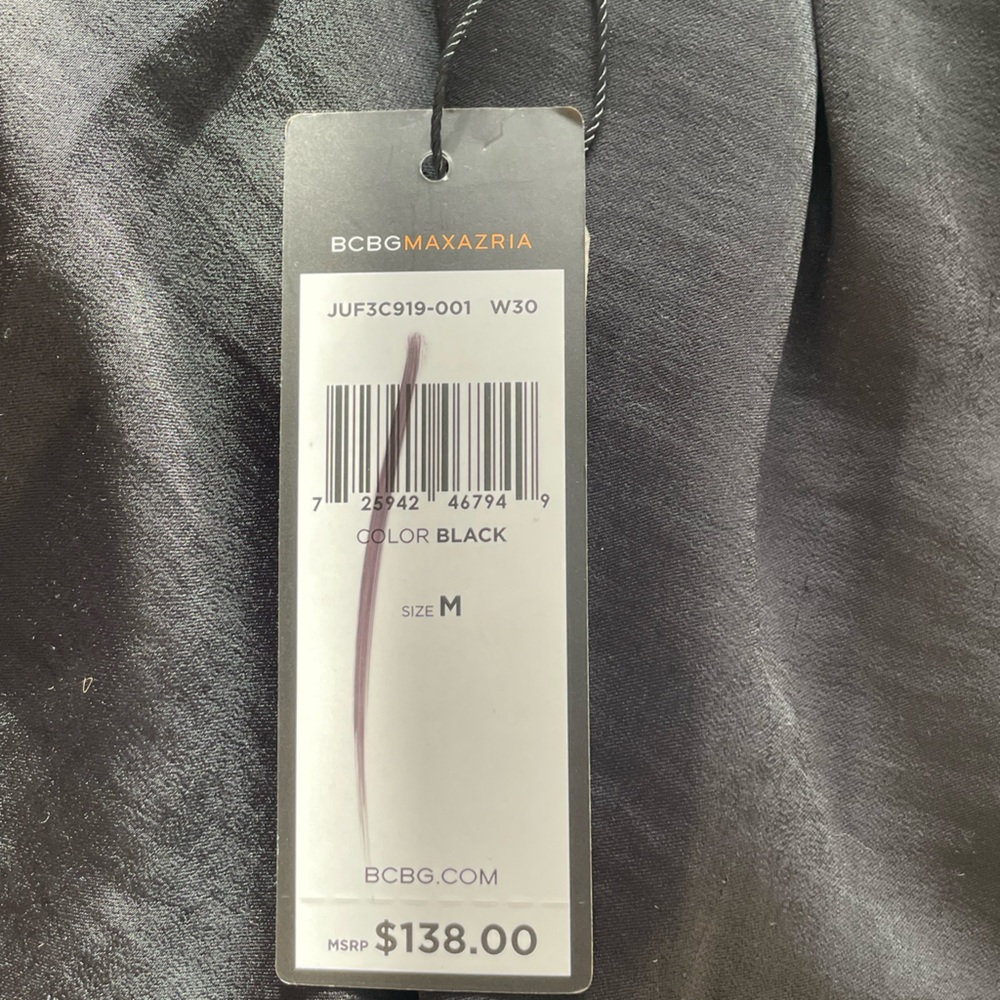 BCBGMAXAZRIA
JUF3C919-001 W30
7 25942 46794 9
COLOR BLACK
SIZE M
BCBG.COM
MSRP $138.00